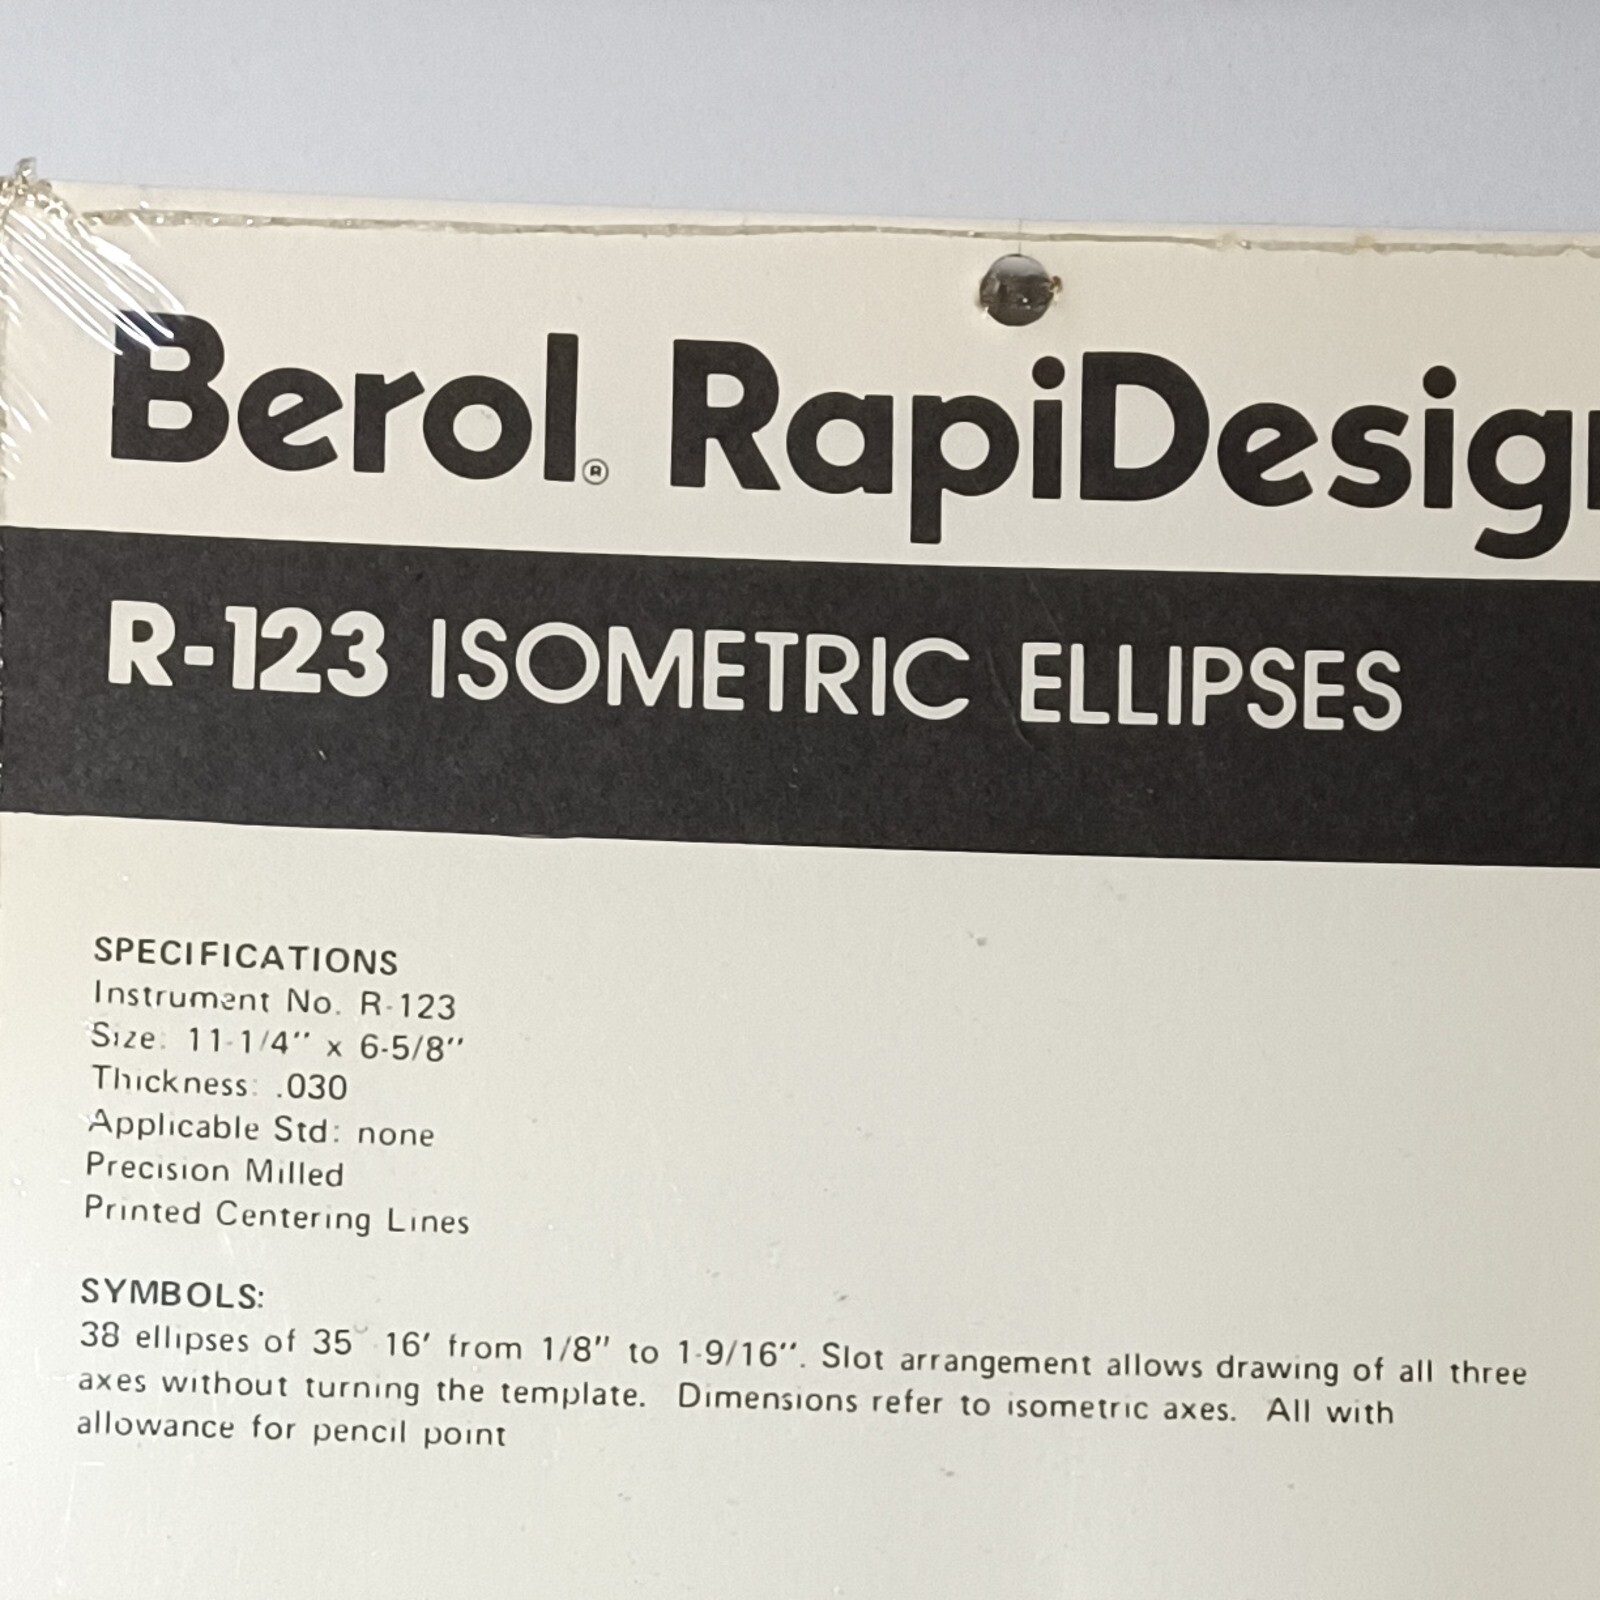 Berol® RapiDesign
R-123 ISOMETRIC ELLIPSES
SPECIFICATIONS
Instrument No. R-123
Size: 11-1/4" x 6-5/8"
Thickness: .030
Applicable Std: none
Precision Milled
Printed Centering Lines
SYMBOLS:
38 ellipses of 35° 16' from 1/8" to 1-9/16". Slot arrangement allows drawing of all three
axes without turning the template. Dimensions refer to isometric axes. All with
allowance for pencil point